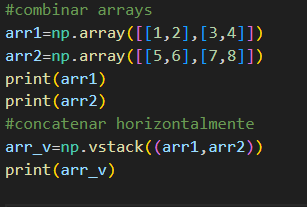 #combinar arrays
arr1=np.array([[1,2],[3,4]])
arr2=np.array([[5,6],[7,8]])
print(arr1)
print(arr2)
#concatenar horizontalmente
arr_v=np.vstack((arr1,arr2))
print(arr_v)